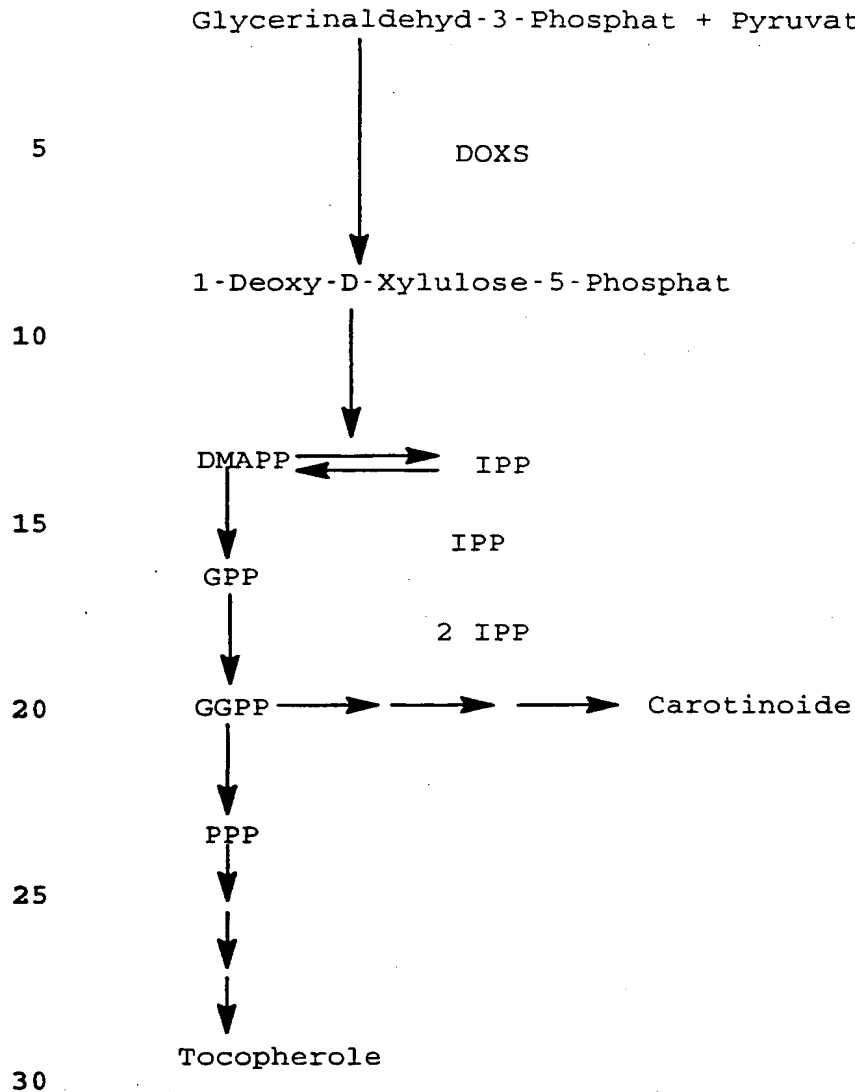 Glycerinaldehyd-3-Phosphat + Pyruvat
5 DOXS
1-Deoxy-D-Xylulose-5-Phosphat
10
DMAPP IPP
15
IPP
GPP
2 IPP
20 GGPP Carotinoide
PPP
25
Tocopherole
30